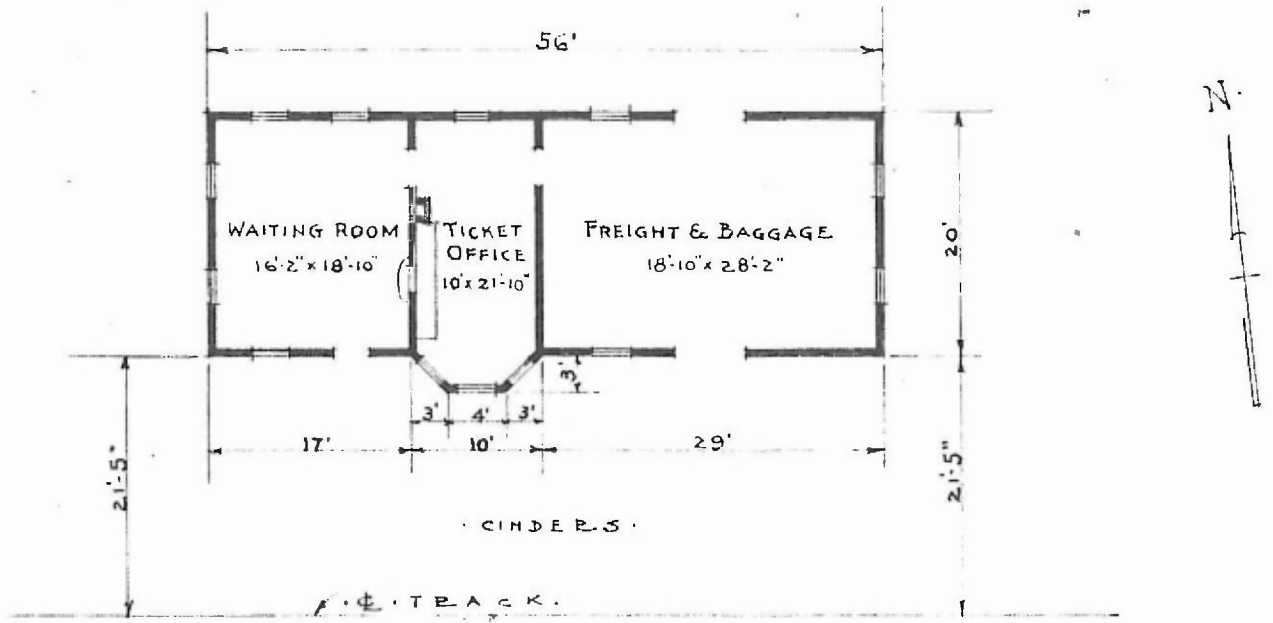 56'
N.
WAITING ROOM
16'-2" x 18'-10"
TICKET
OFFICE
10' x 21'-10"
FREIGHT & BAGGAGE
18'-10" x 28'-2"
20'
3'
3'
4'
3'
17'
10'
29'
21'-5"
21'-5"
· CINDERS ·
· ℄ · TRACK ·